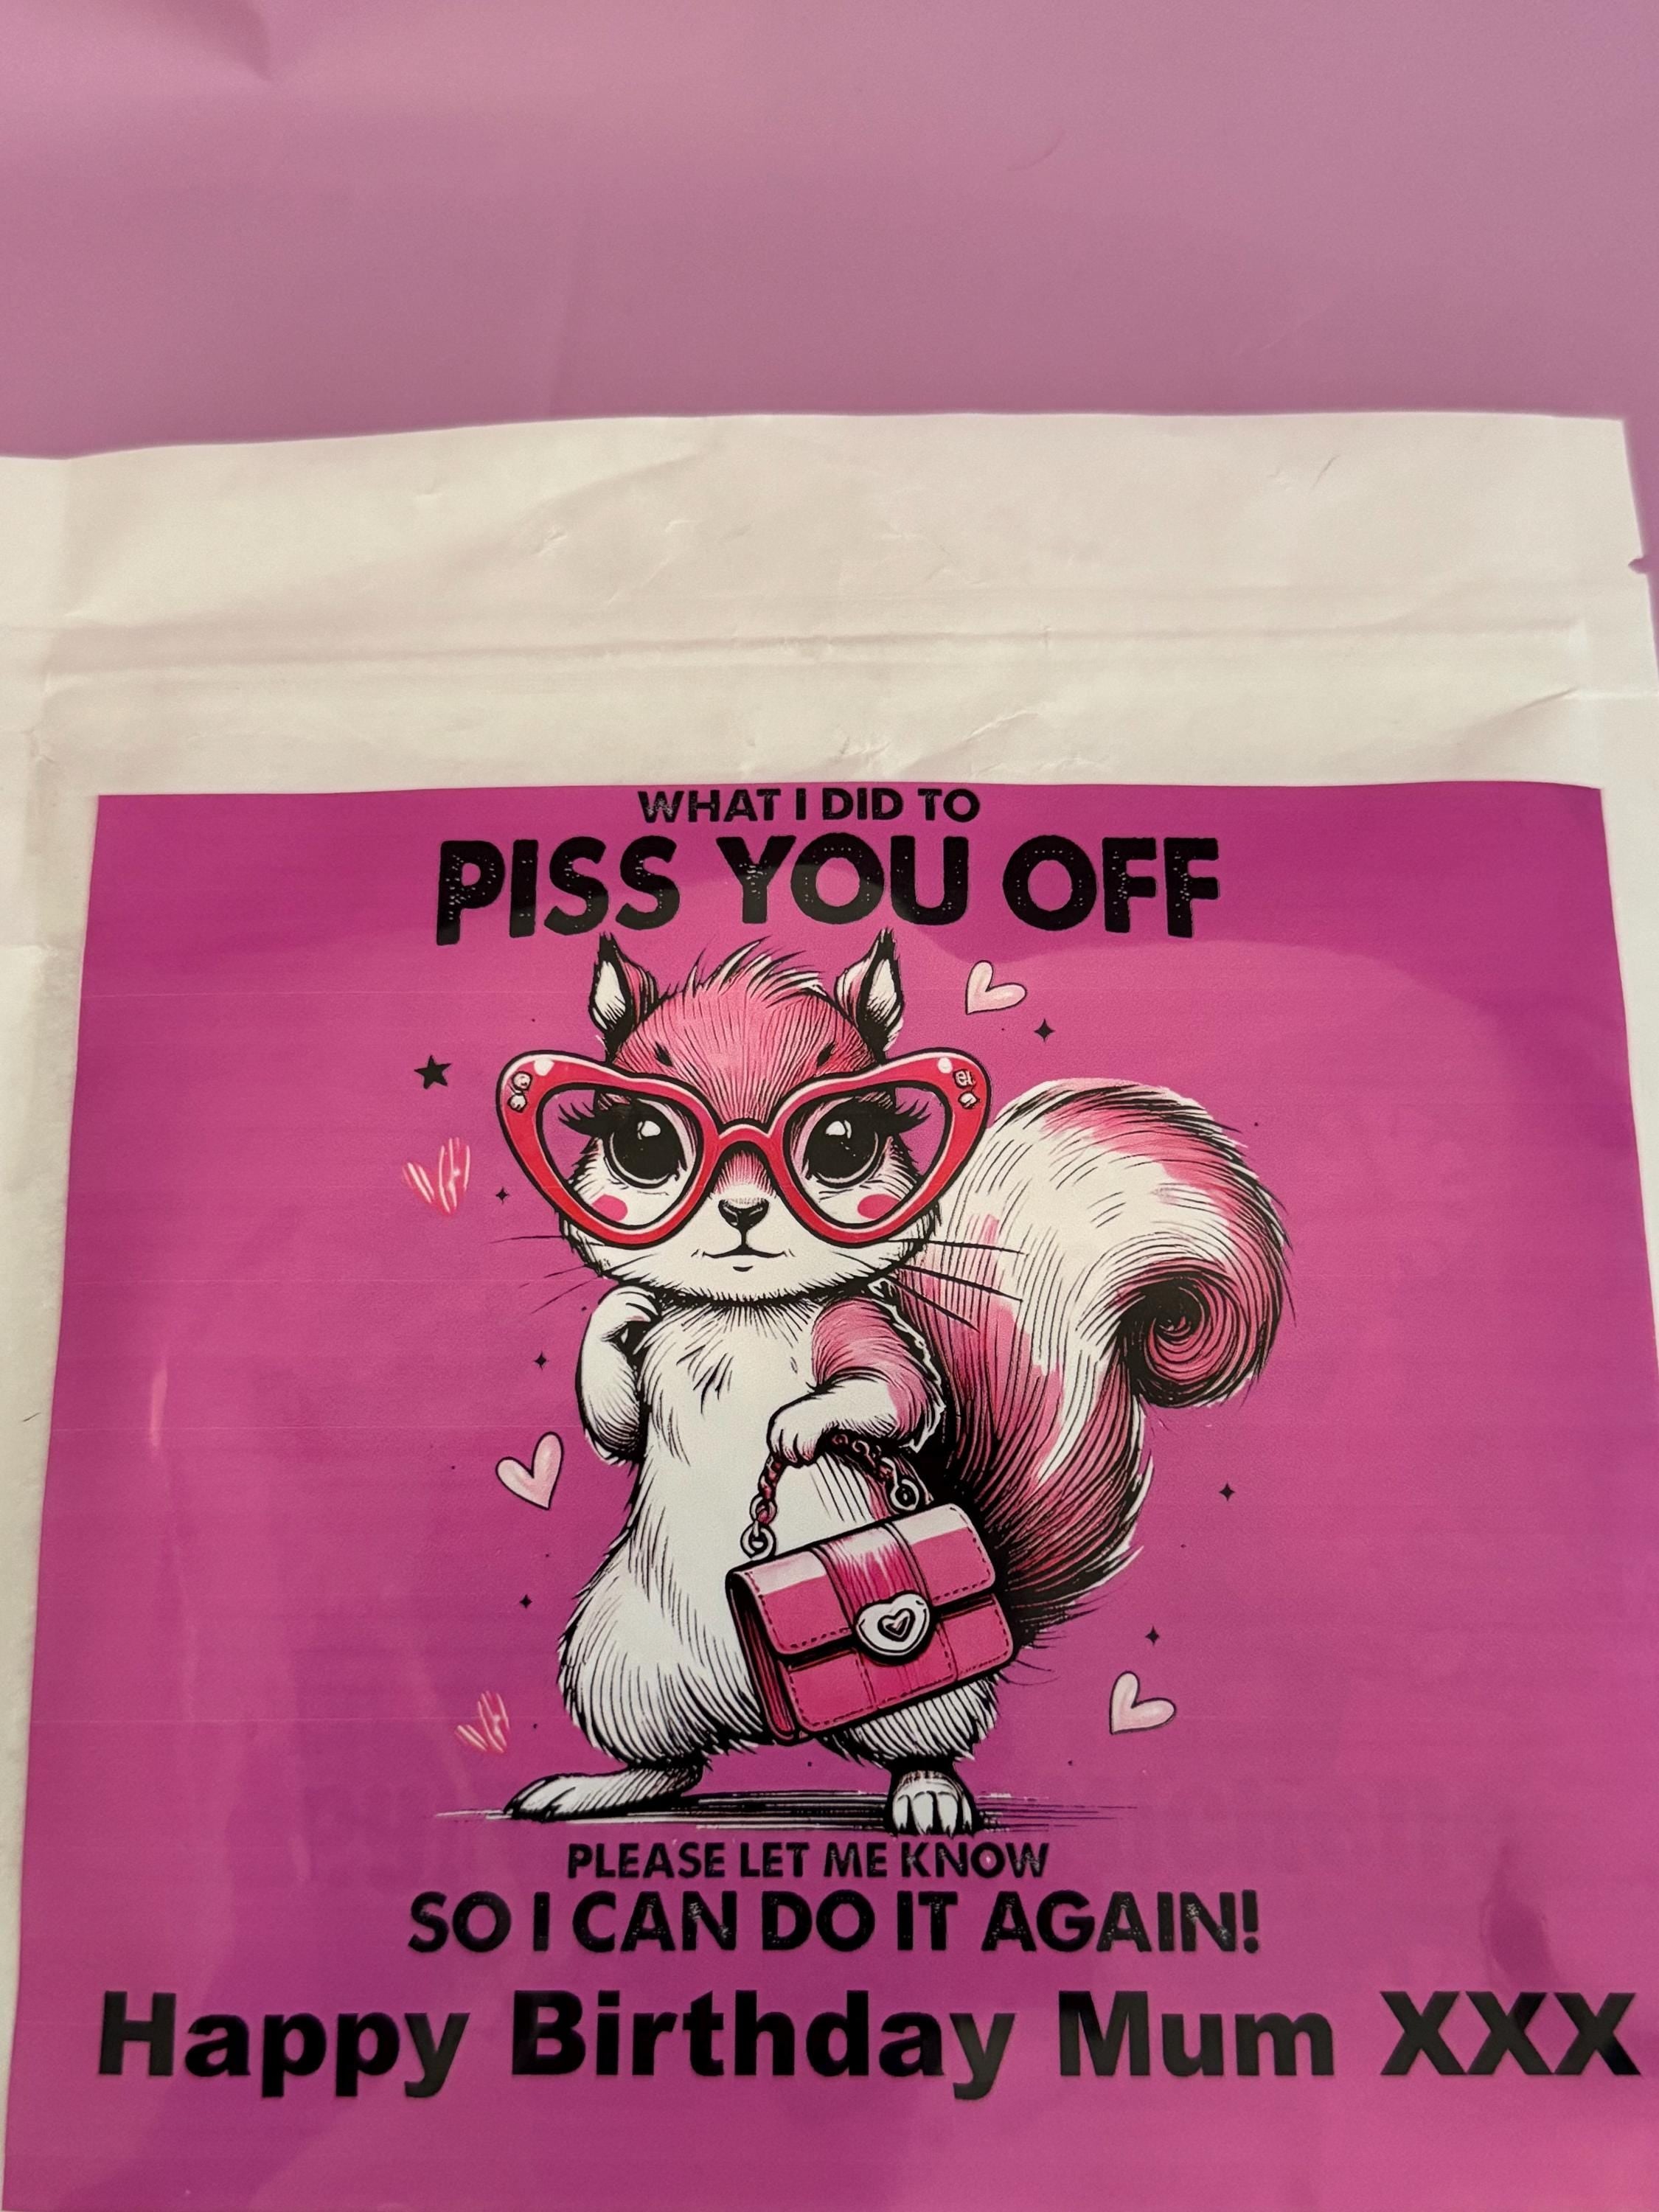 WHAT I DID TO
PISS YOU OFF
PLEASE LET ME KNOW
SO I CAN DO IT AGAIN!
Happy Birthday Mum XXX